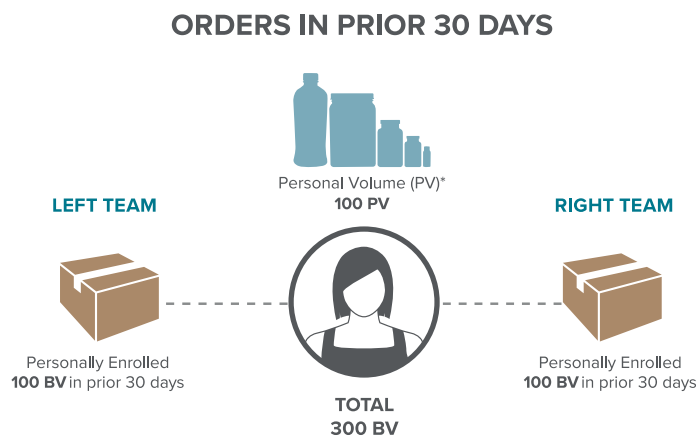 ORDERS IN PRIOR 30 DAYS
Personal Volume (PV)*
100 PV
LEFT TEAM
RIGHT TEAM
Personally Enrolled
100 BV in prior 30 days
Personally Enrolled
100 BV in prior 30 days
TOTAL
300 BV